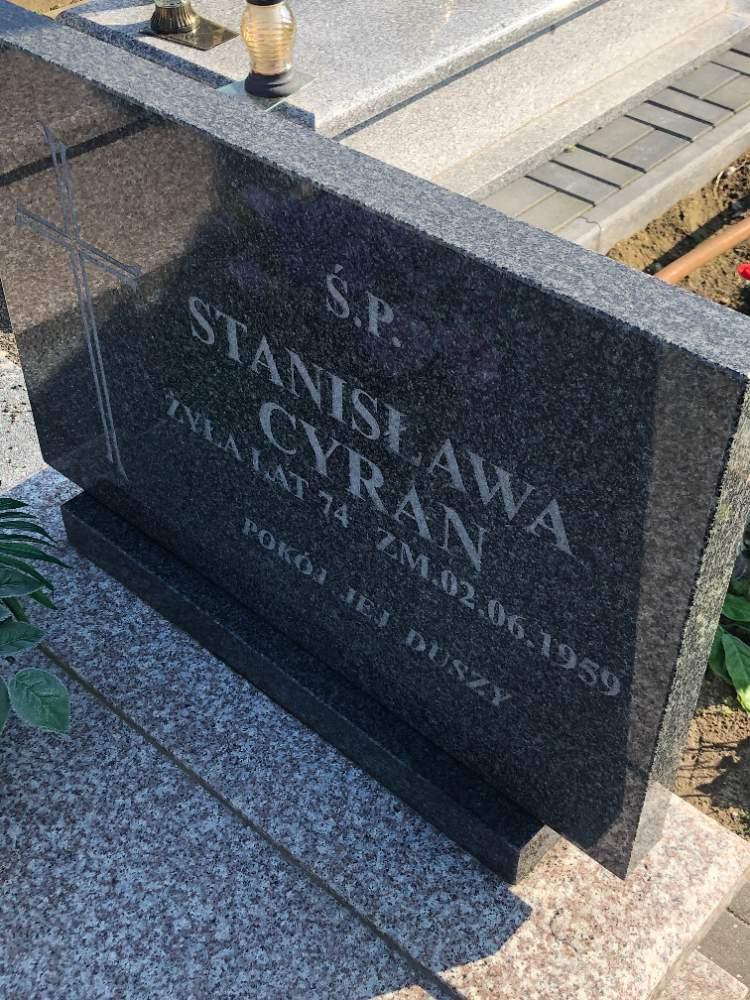 Ś.P.
STANISŁAWA
CYRAN
ŻYŁA LAT 74 ZM.02.06.1959
POKÓJ JEJ DUSZY